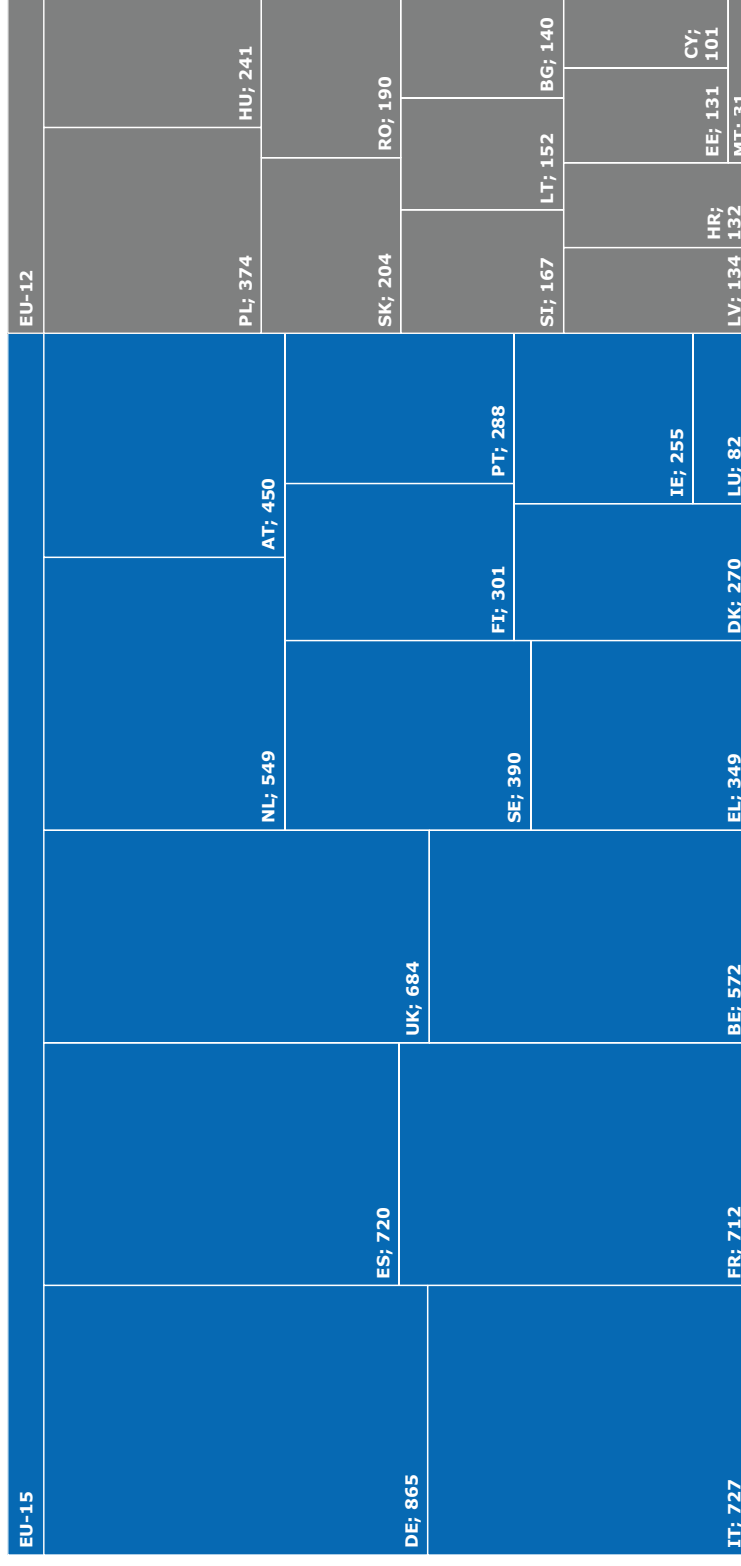 EU-15
DE; 865
IT; 727
ES; 720
FR; 712
UK; 684
BE; 572
NL; 549
AT; 450
SE; 390
EL; 349
FI; 301
PT; 288
DK; 270
IE; 255
LU; 82
EU-12
PL; 374
HU; 241
SK; 204
RO; 190
SI; 167
LT; 152
BG; 140
LV; 134
HR;
132
EE; 131
CY;
101
MT; 31